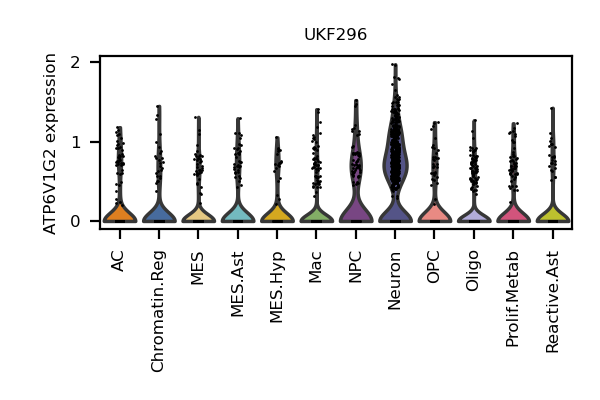 UKF296
ATP6V1G2 expression
2
1
0
AC
Chromatin.Reg
MES
MES.Ast
MES.Hyp
Mac
NPC
Neuron
OPC
Oligo
Prolif.Metab
Reactive.Ast